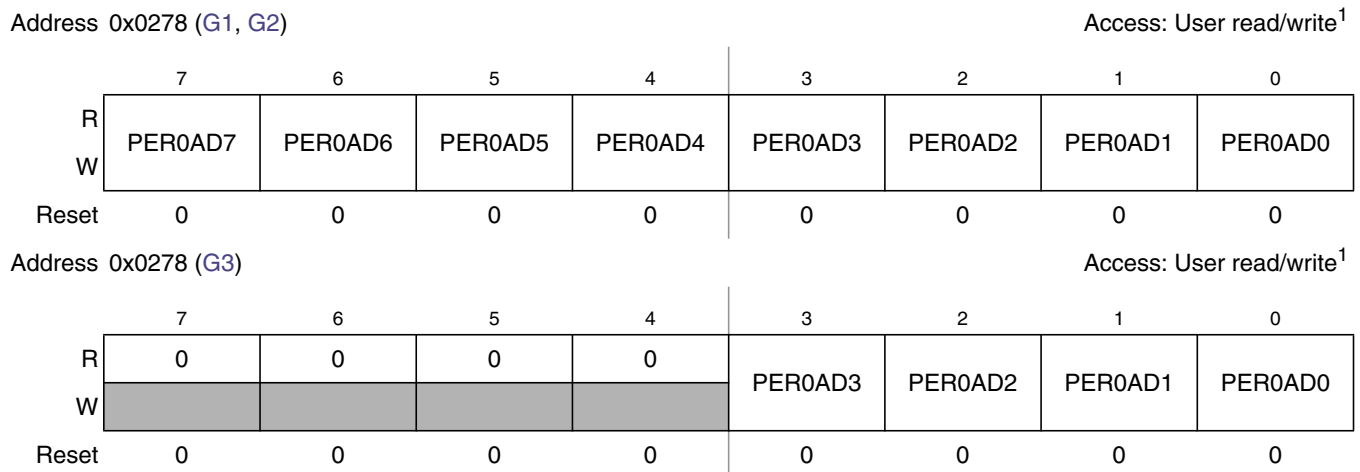 Address 0x0278 (G1, G2) Access: User read/write1
7 6 5 4 3 2 1 0
R
W
PER0AD7 PER0AD6 PER0AD5 PER0AD4 PER0AD3 PER0AD2 PER0AD1 PER0AD0
Reset 0 0 0 0 0 0 0 0
Address 0x0278 (G3) Access: User read/write1
7 6 5 4 3 2 1 0
R 0 0 0 0
PER0AD3 PER0AD2 PER0AD1 PER0AD0
W
Reset 0 0 0 0 0 0 0 0